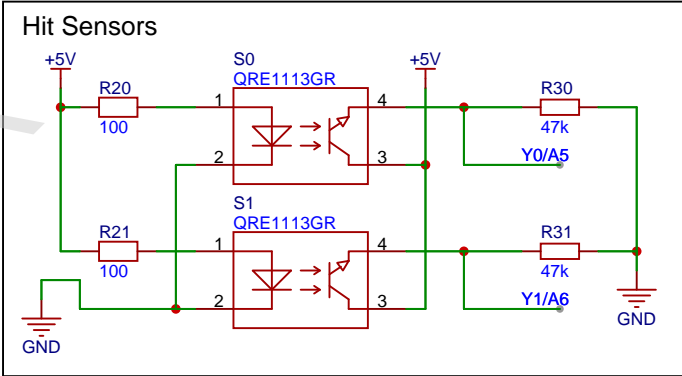 Hit Sensors
+5V
R20
100
S0
QRE1113GR
1
2
4
3
+5V
R30
47k
Y0/A5
R21
100
S1
QRE1113GR
1
2
4
3
R31
47k
Y1/A6
GND
GND